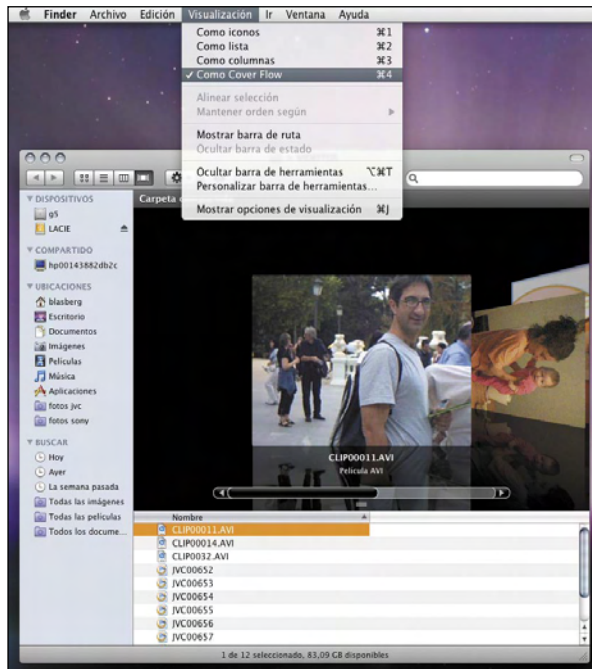 Finder Archivo Edición Visualización Ir Ventana Ayuda
Como iconos ⌘1
Como lista ⌘2
Como columnas ⌘3
✓ Como Cover Flow ⌘4
Alinear selección
Mantener orden según
Mostrar barra de ruta
Ocultar barra de estado
Ocultar barra de herramientas ⌥⌘T
Personalizar barra de herramientas...
Mostrar opciones de visualización ⌘J
Carpeta
DISPOSITIVOS
g5
LACIE
COMPARTIDO
hp00143882db2c
UBICACIONES
blasberg
Escritorio
Documentos
Imágenes
Películas
Música
Aplicaciones
fotos jvc
fotos sony
BUSCAR
Hoy
Ayer
La semana pasada
Todas las imágenes
Todas las películas
Todos los docume...
CLIP00011.AVI
Película AVI
Nombre
CLIP00011.AVI
CLIP00014.AVI
CLIP0032.AVI
JVC00652
JVC00653
JVC00654
JVC00655
JVC00656
JVC00657
1 de 12 seleccionado, 83,09 GB disponibles